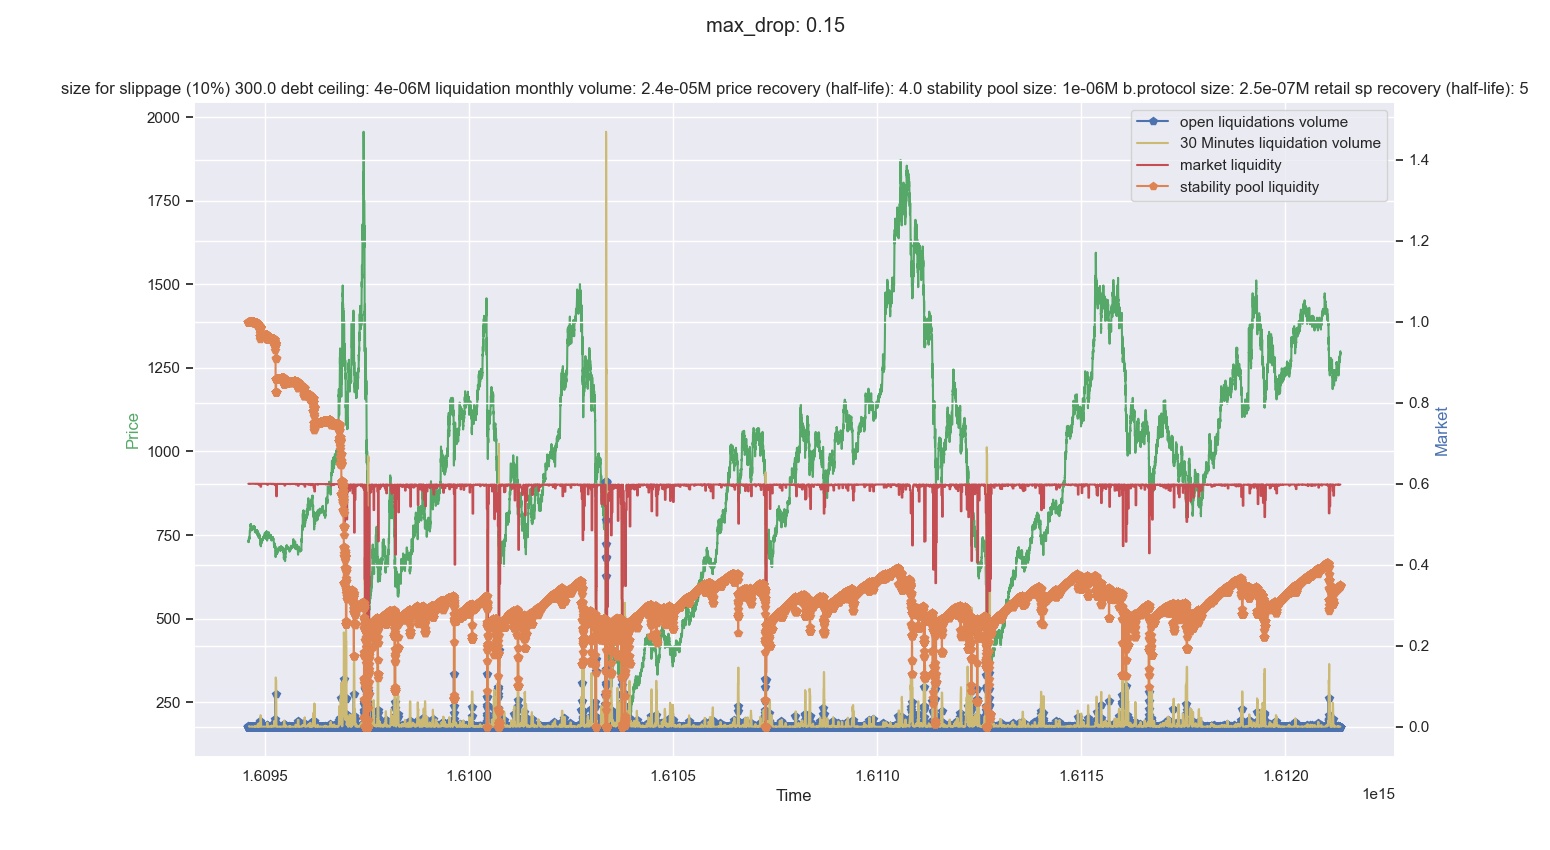 max_drop: 0.15
size for slippage (10%) 300.0 debt ceiling: 4e-06M liquidation monthly volume: 2.4e-05M price recovery (half-life): 4.0 stability pool size: 1e-06M b.protocol size: 2.5e-07M retail sp recovery (half-life): 5
open liquidations volume
30 Minutes liquidation volume
market liquidity
stability pool liquidity
2000
1750
1500
1250
1000
750
500
250
Price
1.4
1.2
1.0
0.8
0.6
0.4
0.2
0.0
Market
1.6095 1.6100 1.6105 1.6110 1.6115 1.6120
1e15
Time